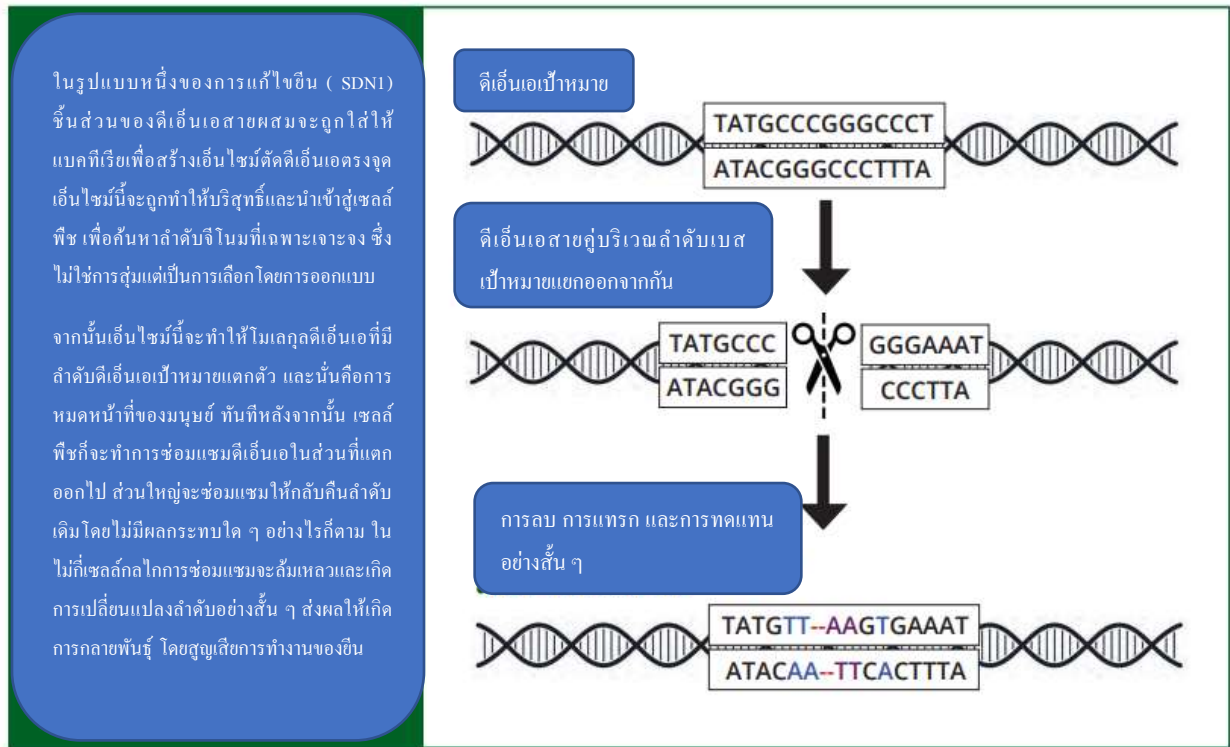 ในรูปแบบหนึ่งของการแก้ไขยีน ( SDN1)
ชิ้นส่วนของดีเอ็นเอสายผสมจะถูกใส่ให้
แบคทีเรียเพื่อสร้างเอ็นไซม์ตัดดีเอ็นเอตรงจุด
เอ็นไซม์นี้จะถูกทำให้บริสุทธิ์และนำเข้าสู่เซลล์
พืช เพื่อค้นหาลำดับจีโนมที่เฉพาะเจาะจง ซึ่ง
ไม่ใช่การสุ่มแต่เป็นการเลือกโดยการออกแบบ
จากนั้นเอ็นไซม์นี้จะทำให้โมเลกุลดีเอ็นเอที่มี
ลำดับดีเอ็นเอเป้าหมายแตกตัว และนั่นคือการ
หมดหน้าที่ของมนุษย์ ทันทีหลังจากนั้น เซลล์
พืชก็จะทำการซ่อมแซมดีเอ็นเอในส่วนที่แตก
ออกไป ส่วนใหญ่จะซ่อมแซมให้กลับคืนลำดับ
เดิมโดยไม่มีผลกระทบใด ๆ อย่างไรก็ตาม ใน
ไม่กี่เซลล์กลไกการซ่อมแซมจะล้มเหลวและเกิด
การเปลี่ยนแปลงลำดับอย่างสั้น ๆ ส่งผลให้เกิด
การกลายพันธุ์ โดยสูญเสียการทำงานของยีน
ดีเอ็นเอเป้าหมาย
TATGCCCGGGCCCT
ATACGGGCCCTTTA
ดีเอ็นเอสายคู่บริเวณลำดับเบส
เป้าหมายแยกออกจากกัน
TATGCCC GGGAAAT
ATACGGG CCCTTA
การลบ การแทรก และการทดแทน
อย่างสั้น ๆ
TATGTT--AAGTGAAAT
ATACAA--TTCACTTTA